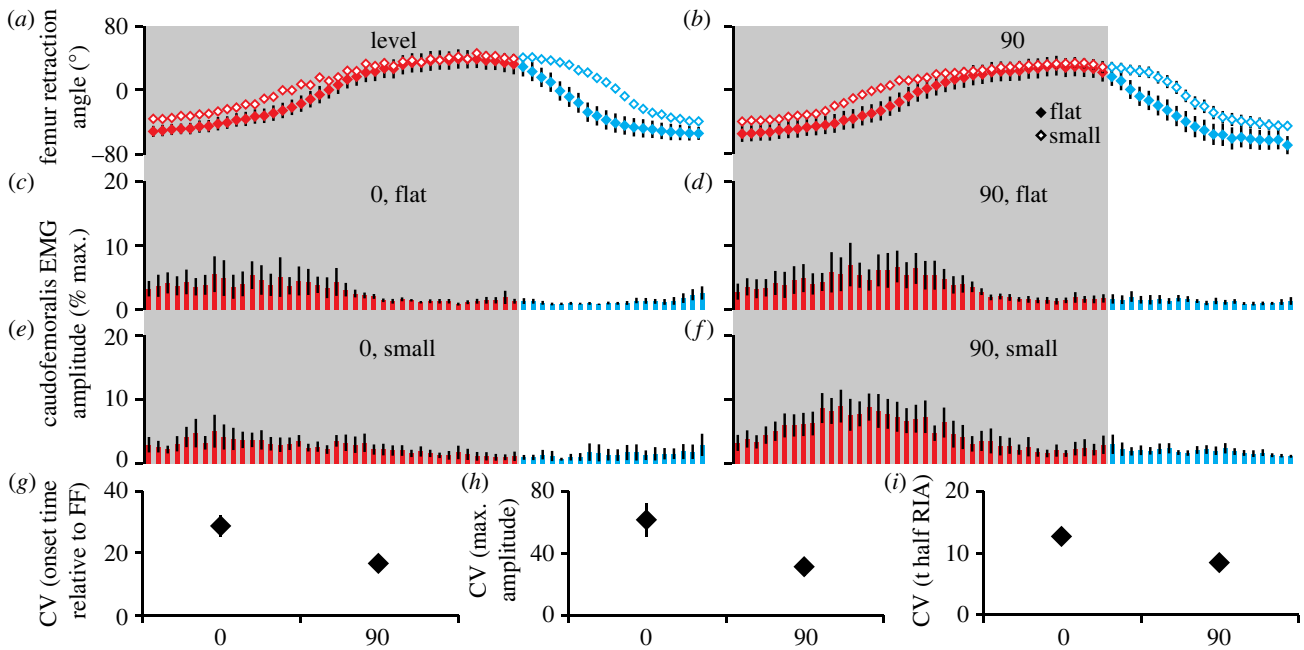 (a)
femur retraction
angle (°)
80
0
–80
level
(b)
90
flat
small
(c)
20
10
0
0, flat
(d)
90, flat
caudofemoralis EMG
amplitude (% max.)
(e)
20
10
0
0, small
(f)
90, small
(g)
CV (onset time
relative to FF)
40
20
0
0
90
(h)
CV (max.
amplitude)
80
40
0
0
90
(i)
CV (t half RIA)
20
10
0
0
90